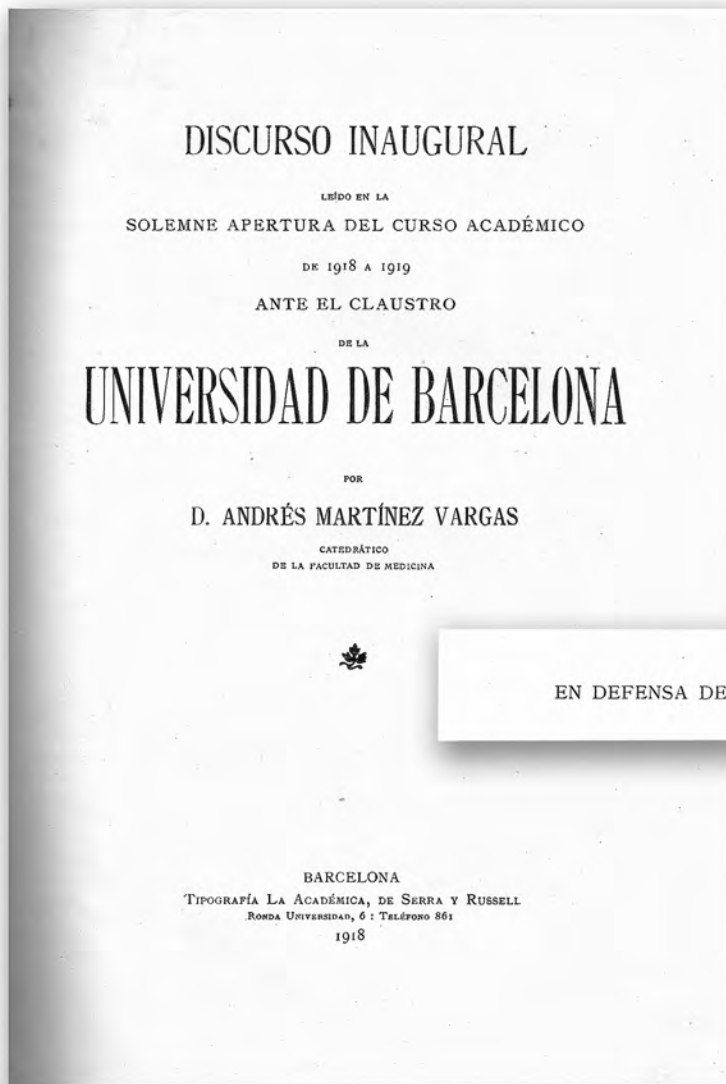 DISCURSO INAUGURAL
LEÍDO EN LA
SOLEMNE APERTURA DEL CURSO ACADÉMICO
DE 1918 A 1919
ANTE EL CLAUSTRO
DE LA
UNIVERSIDAD DE BARCELONA
POR
D. ANDRÉS MARTÍNEZ VARGAS
CATEDRÁTICO
DE LA FACULTAD DE MEDICINA
EN DEFENSA DE
BARCELONA
TIPOGRAFÍA LA ACADÉMICA, DE SERRA Y RUSSELL
RONDA UNIVERSIDAD, 6 : TELÉFONO 861
1918